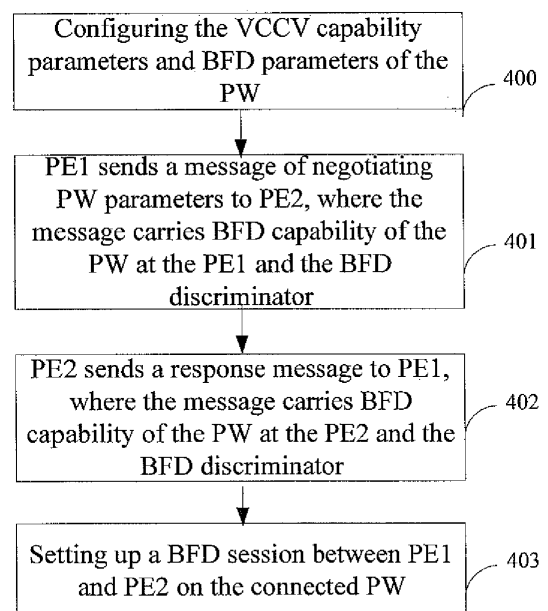 Configuring the VCCV capability
parameters and BFD parameters of the
PW
400
PE1 sends a message of negotiating
PW parameters to PE2, where the
message carries BFD capability of the
PW at the PE1 and the BFD
discriminator
401
PE2 sends a response message to PE1,
where the message carries BFD
capability of the PW at the PE2 and the
BFD discriminator
402
Setting up a BFD session between PE1
and PE2 on the connected PW
403